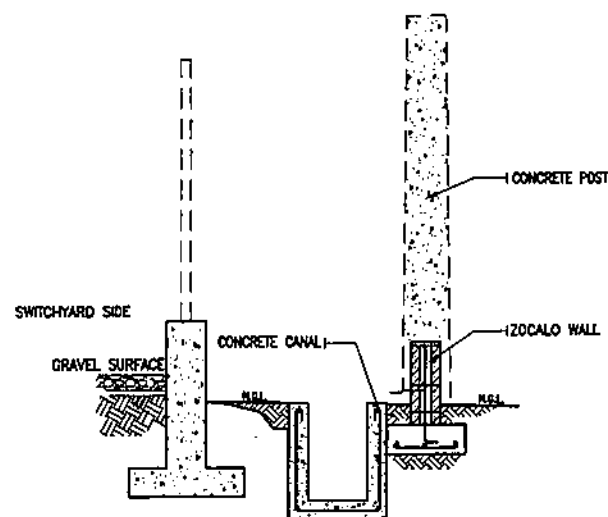 CONCRETE POST
SWITCHYARD SIDE
CONCRETE CANAL
ZOCALO WALL
GRAVEL SURFACE